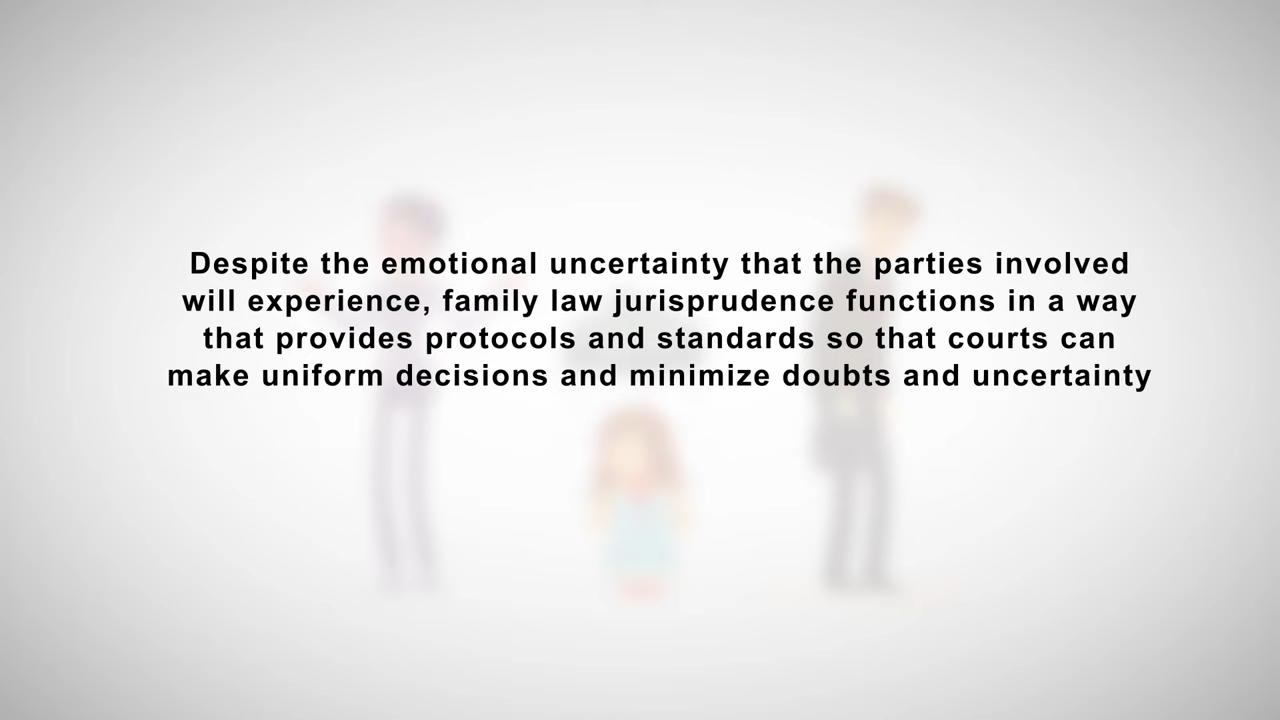 Despite the emotional uncertainty that the parties involved
will experience, family law jurisprudence functions in a way
that provides protocols and standards so that courts can
make uniform decisions and minimize doubts and uncertainty